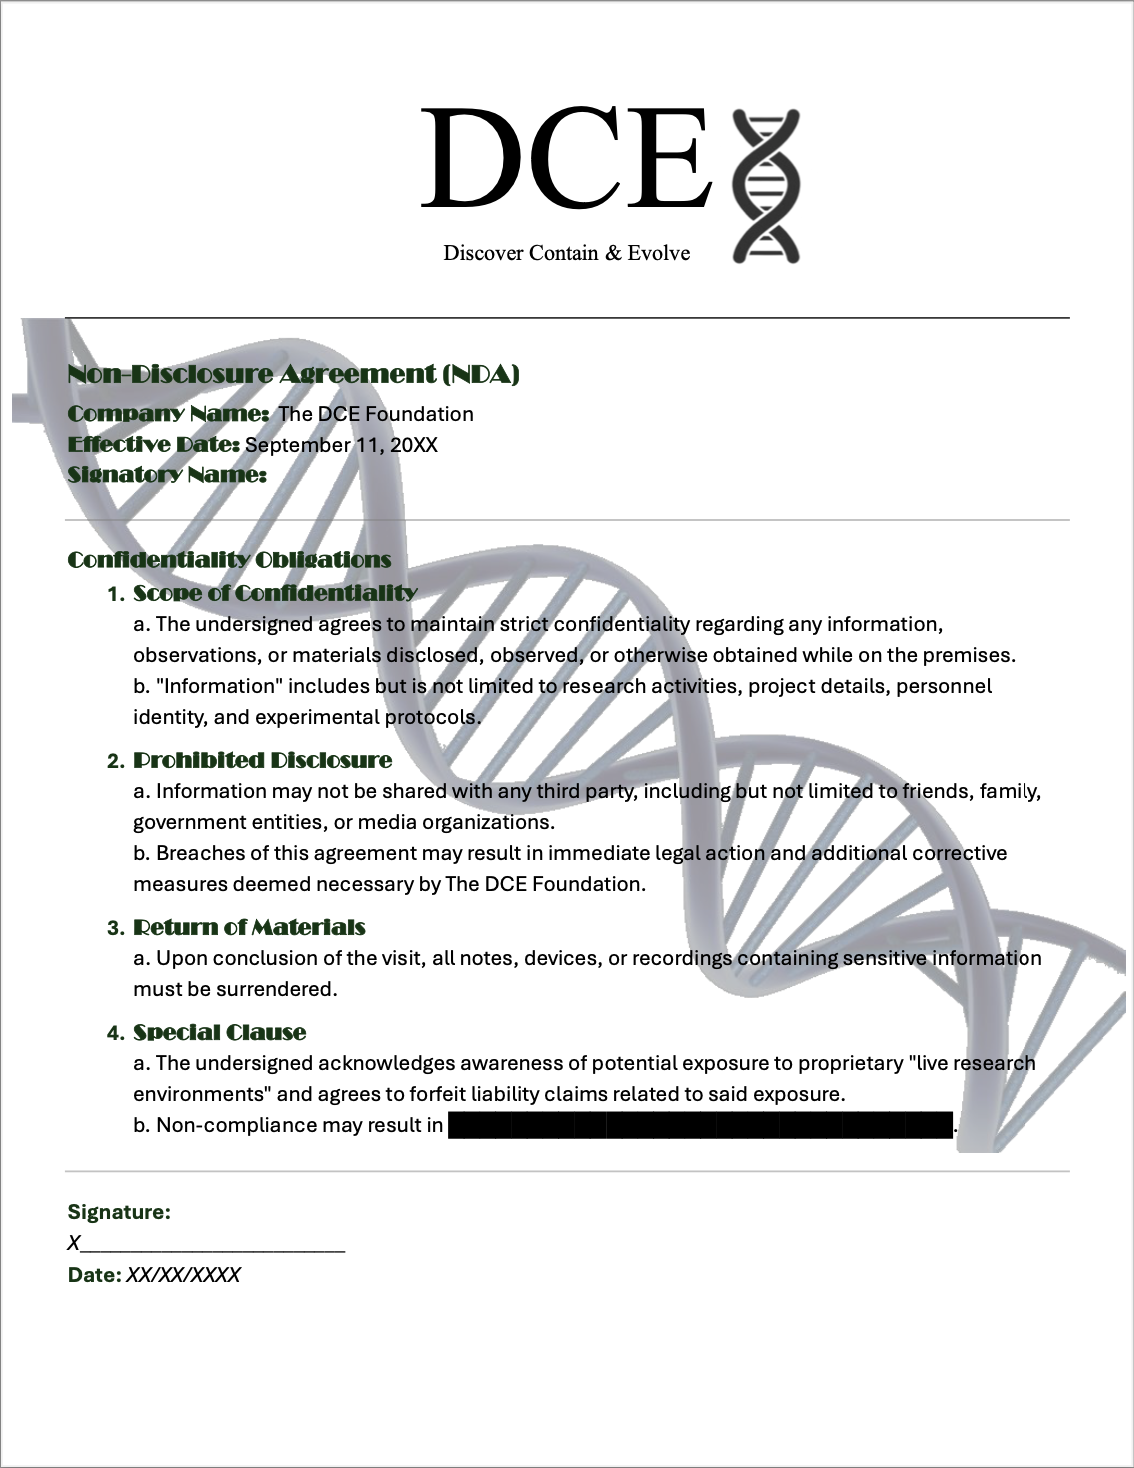 DCE
Discover Contain & Evolve
Non-Disclosure Agreement (NDA)
Company Name: The DCE Foundation
Effective Date: September 11, 20XX
Signatory Name:
Confidentiality Obligations
1. Scope of Confidentiality
a. The undersigned agrees to maintain strict confidentiality regarding any information,
observations, or materials disclosed, observed, or otherwise obtained while on the premises.
b. "Information" includes but is not limited to research activities, project details, personnel
identity, and experimental protocols.
2. Prohibited Disclosure
a. Information may not be shared with any third party, including but not limited to friends, family,
government entities, or media organizations.
b. Breaches of this agreement may result in immediate legal action and additional corrective
measures deemed necessary by The DCE Foundation.
3. Return of Materials
a. Upon conclusion of the visit, all notes, devices, or recordings containing sensitive information
must be surrendered.
4. Special Clause
a. The undersigned acknowledges awareness of potential exposure to proprietary "live research
environments" and agrees to forfeit liability claims related to said exposure.
b. Non-compliance may result in .
Signature:
X________________________
Date: XX/XX/XXXX